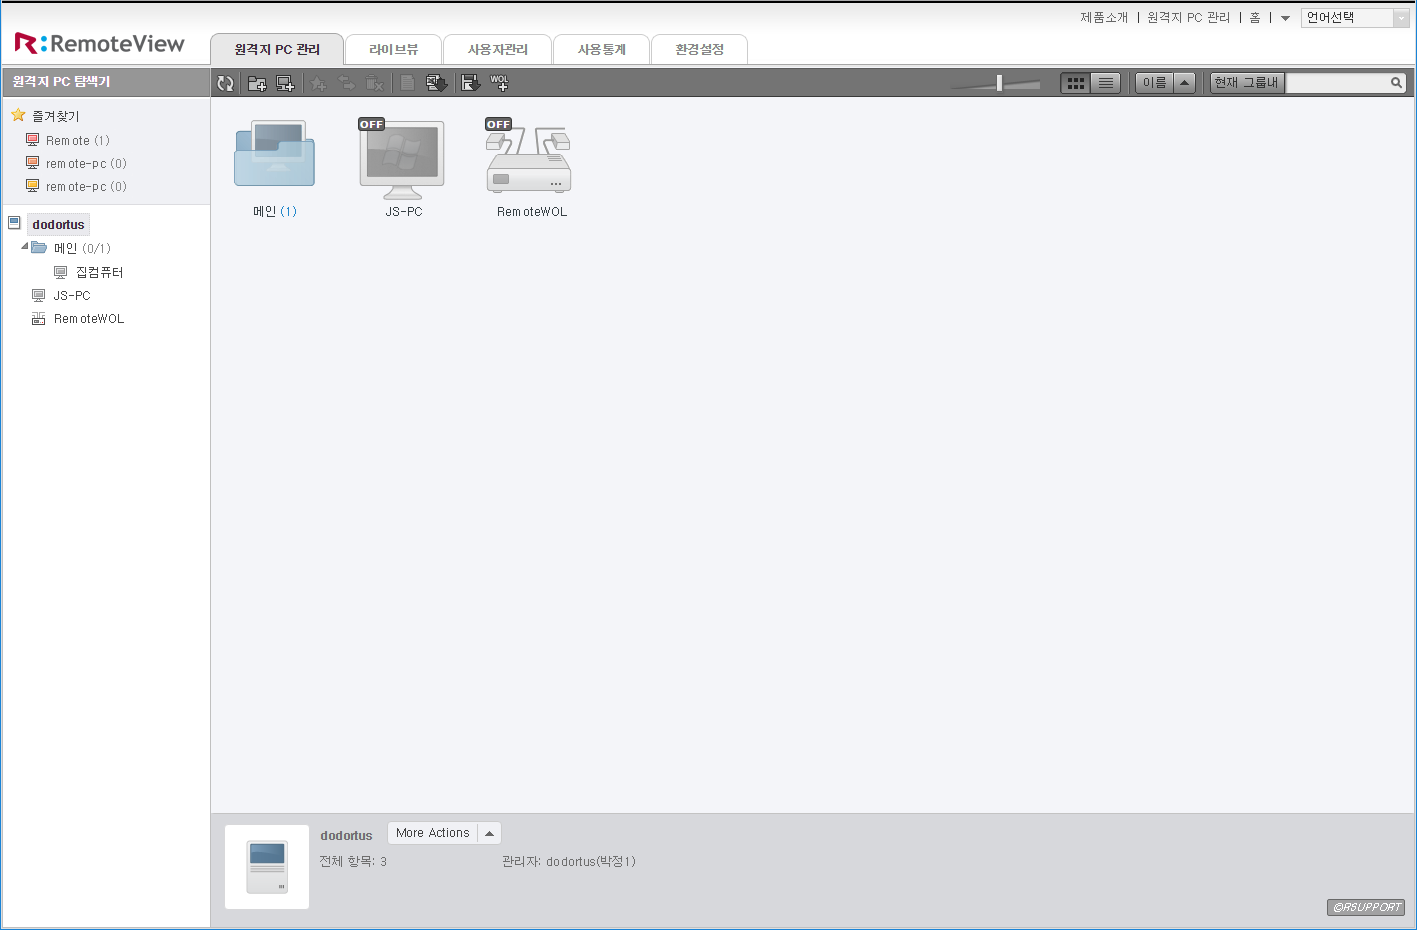 제품소개 | 원격지 PC 관리 | 홈 | 언어선택
R:RemoteView
원격지 PC 관리 라이브뷰 사용자관리 사용통계 환경설정
원격지 PC 탐색기
WOL 이름 현재 그룹내
즐겨찾기
Remote (1)
remote-pc (0)
remote-pc (0)
dodortus
메인 (0/1)
집컴퓨터
JS-PC
RemoteWOL
OFF OFF
메인 (1) JS-PC RemoteWOL
dodortus More Actions
전체 항목: 3 관리자: dodortus(박정1)
©RSUPPORT